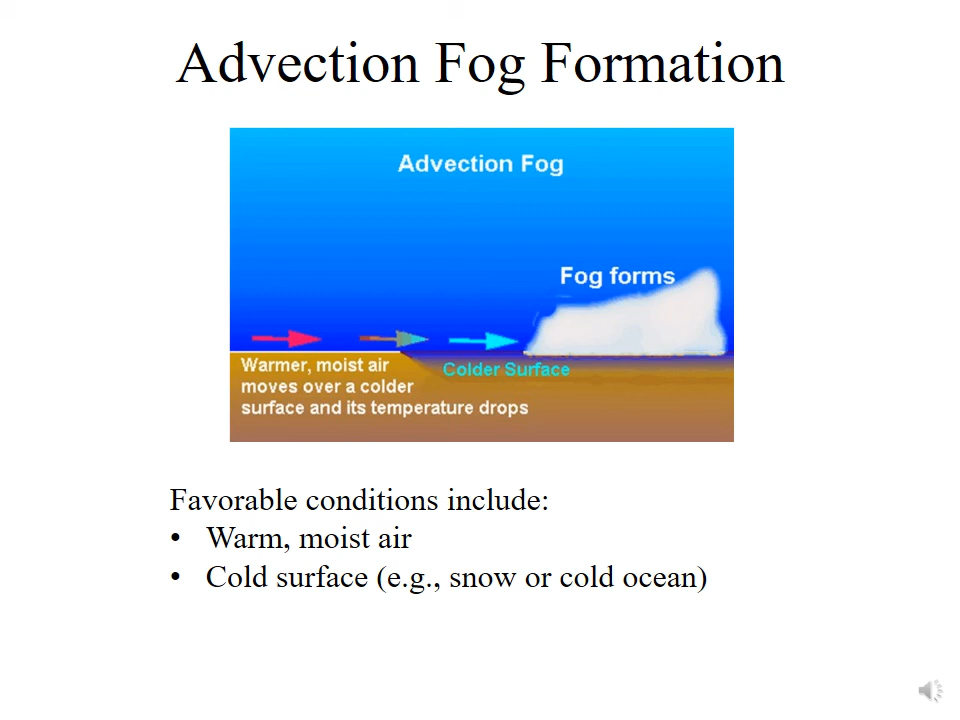 Advection Fog Formation
Advection Fog
Fog forms
Warmer, moist air
moves over a colder
surface and its temperature drops
Colder Surface
Favorable conditions include:
• Warm, moist air
• Cold surface (e.g., snow or cold ocean)